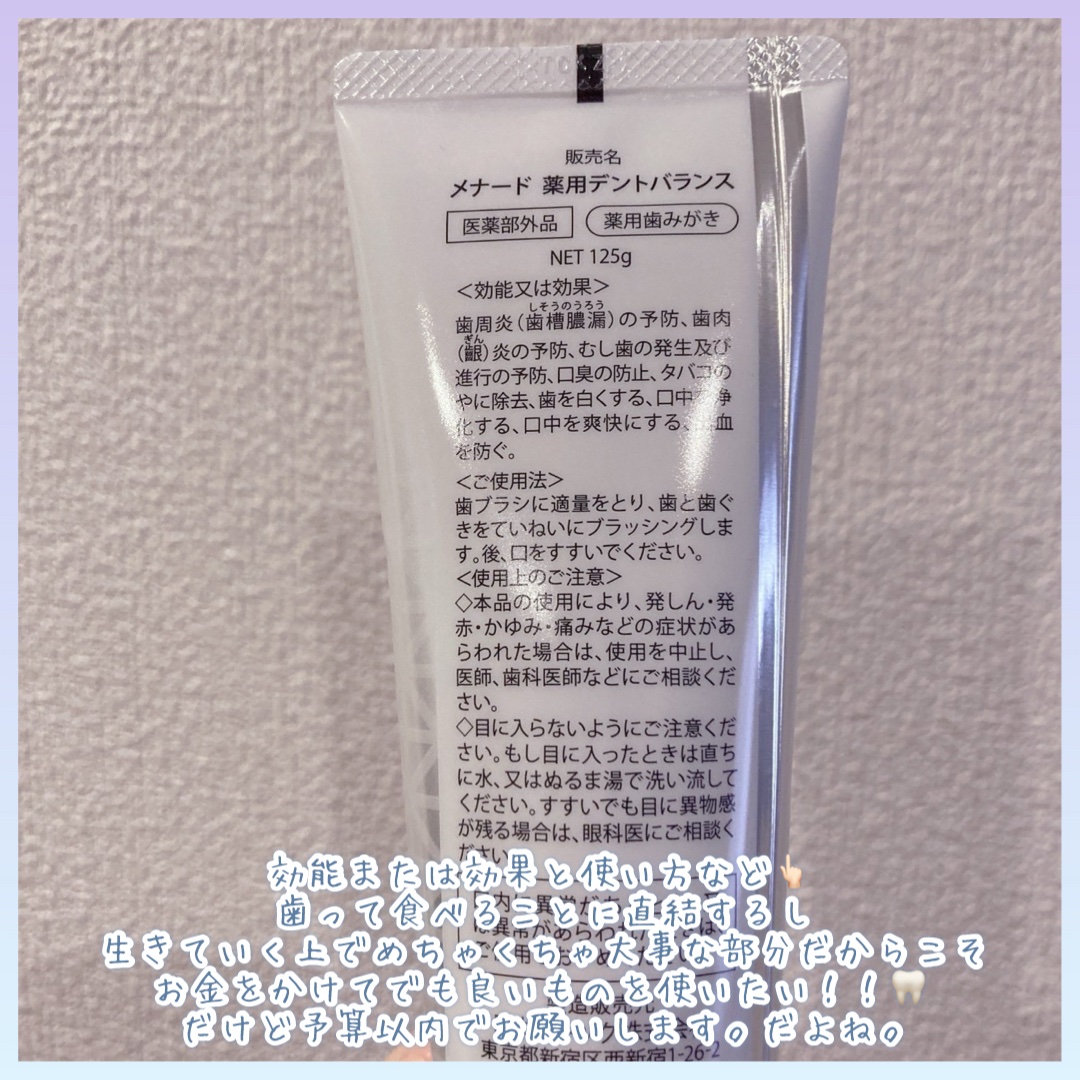 販売名
メナード 薬用デントバランス
医薬部外品 薬用歯みがき
NET 125g
<効能又は効果>
歯周炎(歯槽膿漏)の予防、歯肉
しそうのうろう
(齦)炎の予防、むし歯の発生及び
ぎん
進行の予防、口臭の防止、タバコの
やに除去、歯を白くする、口中 浄
化する、口中を爽快にする、 血
を防ぐ。
<ご使用法>
歯ブラシに適量をとり、歯と歯ぐ
きをていねいにブラッシングしま
す。後、口をすすいでください。
<使用上のご注意>
◇本品の使用により、発しん・発
赤・かゆみ・痛みなどの症状があ
らわれた場合は、使用を中止し、
医師、歯科医師などにご相談くだ
さい。
◇目に入らないようにご注意くだ
さい。もし目に入ったときは直ち
に水、又はぬるま湯で洗い流して
ください。すすいでも目に異物感
が残る場合は、眼科医にご相談く
ださい
効能または効果と使い方など👆🏻
歯って食べることに直結するし
生きていく上でめちゃくちゃ大事な部分だからこそ
お金をかけてでも良いものを使いたい！！🦷
だけど予算以内でお願いします。だよね。
東京都新宿区西新宿1-26-2